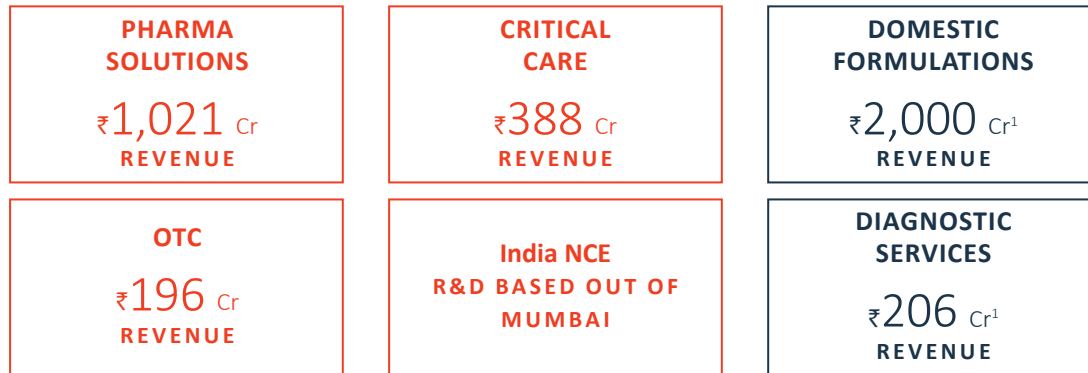 PHARMA
SOLUTIONS
₹1,021 Cr
REVENUE
CRITICAL
CARE
₹388 Cr
REVENUE
DOMESTIC
FORMULATIONS
₹2,000 Cr¹
REVENUE
OTC
₹196 Cr
REVENUE
India NCE
R&D BASED OUT OF
MUMBAI
DIAGNOSTIC
SERVICES
₹206 Cr¹
REVENUE